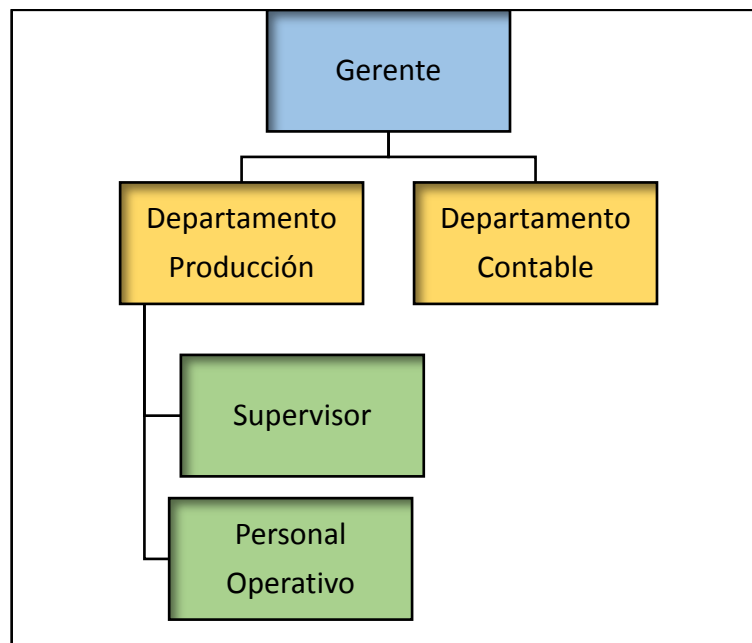 Gerente
Departamento
Producción
Departamento
Contable
Supervisor
Personal
Operativo